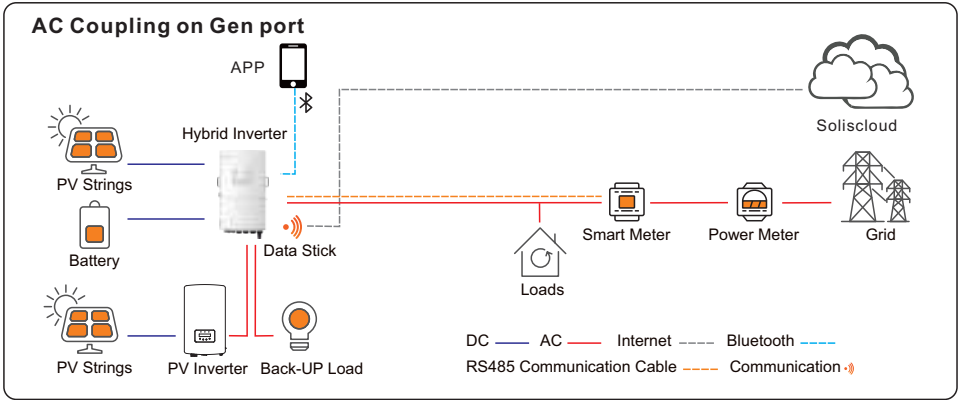 AC Coupling on Gen port
APP
Soliscloud
Hybrid Inverter
PV Strings
Battery
Data Stick
Smart Meter
Power Meter
Grid
Loads
PV Strings
PV Inverter
Back-UP Load
DC AC Internet Bluetooth
RS485 Communication Cable Communication